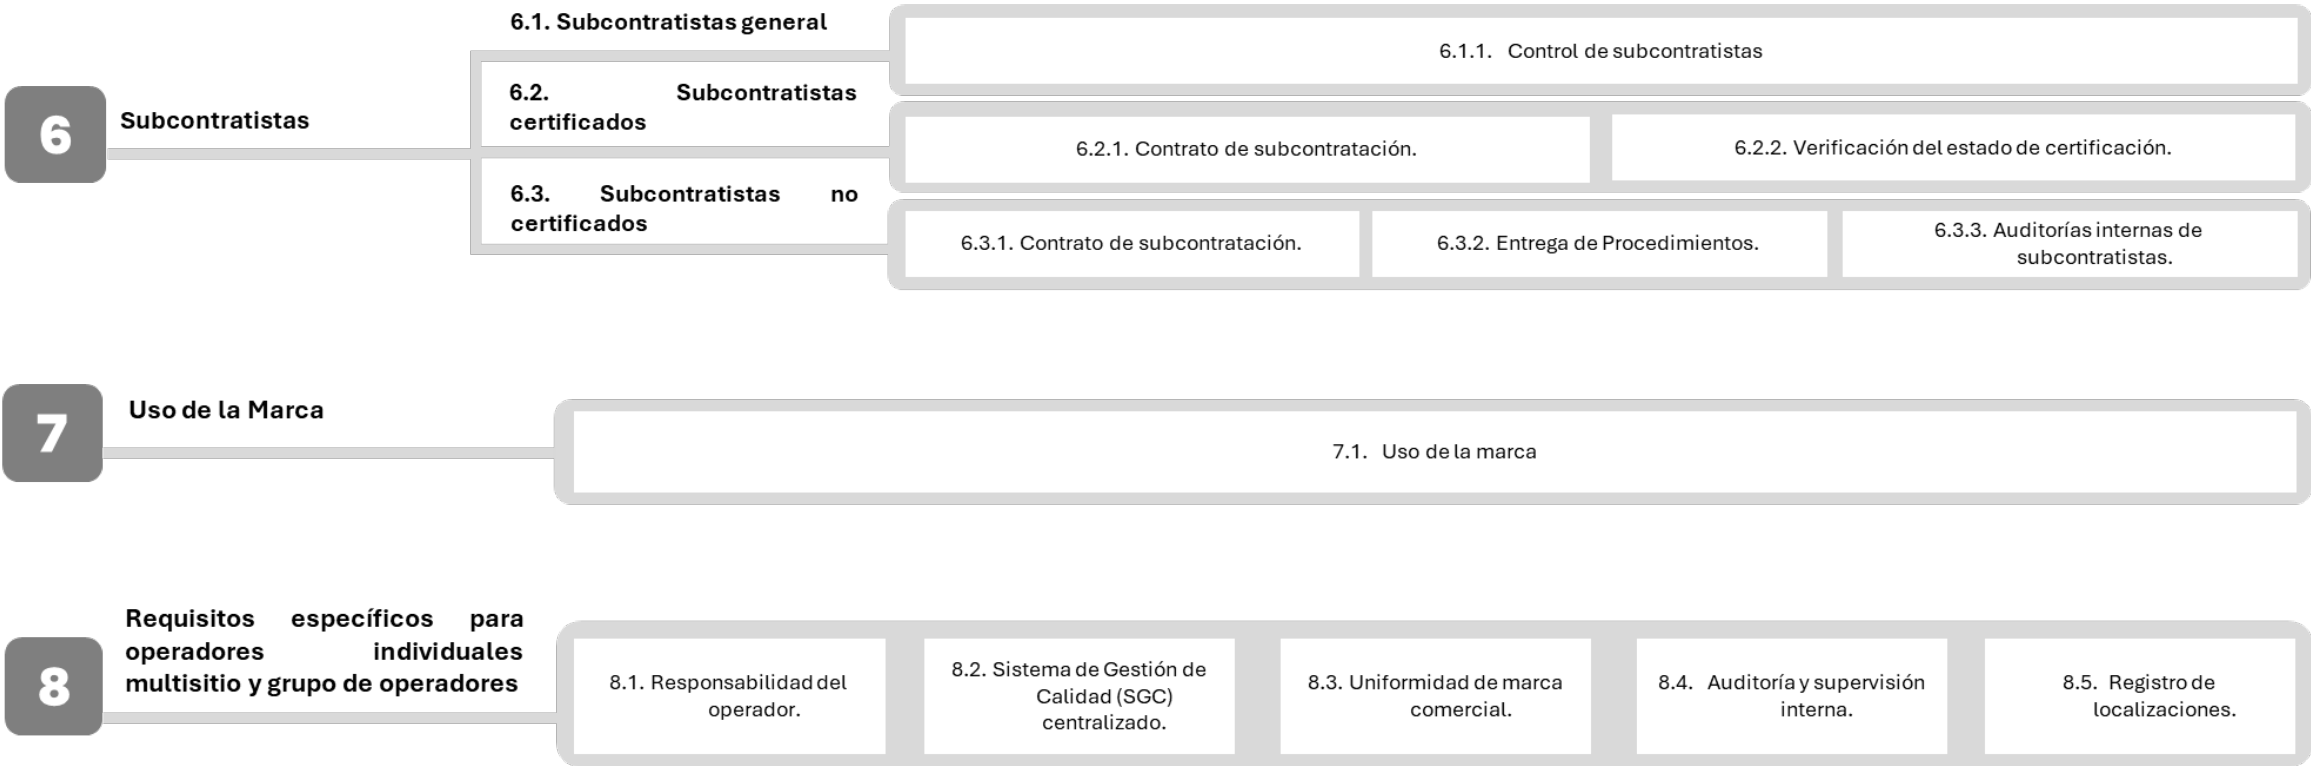 6
Subcontratistas
6.1. Subcontratistas general
6.1.1. Control de subcontratistas
6.2. Subcontratistas
certificados
6.2.1. Contrato de subcontratación.
6.2.2. Verificación del estado de certificación.
6.3. Subcontratistas no
certificados
6.3.1. Contrato de subcontratación.
6.3.2. Entrega de Procedimientos.
6.3.3. Auditorías internas de
subcontratistas.
7
Uso de la Marca
7.1. Uso de la marca
8
Requisitos específicos para
operadores individuales
multisitio y grupo de operadores
8.1. Responsabilidad del
operador.
8.2. Sistema de Gestión de
Calidad (SGC)
centralizado.
8.3. Uniformidad de marca
comercial.
8.4. Auditoría y supervisión
interna.
8.5. Registro de
localizaciones.